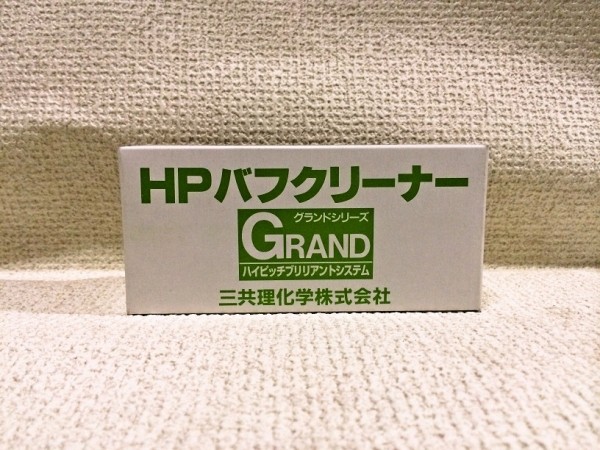 HPバフクリーナー
グランドシリーズ
GRAND
ハイピッチブリリアントシステム
三共理化学株式会社